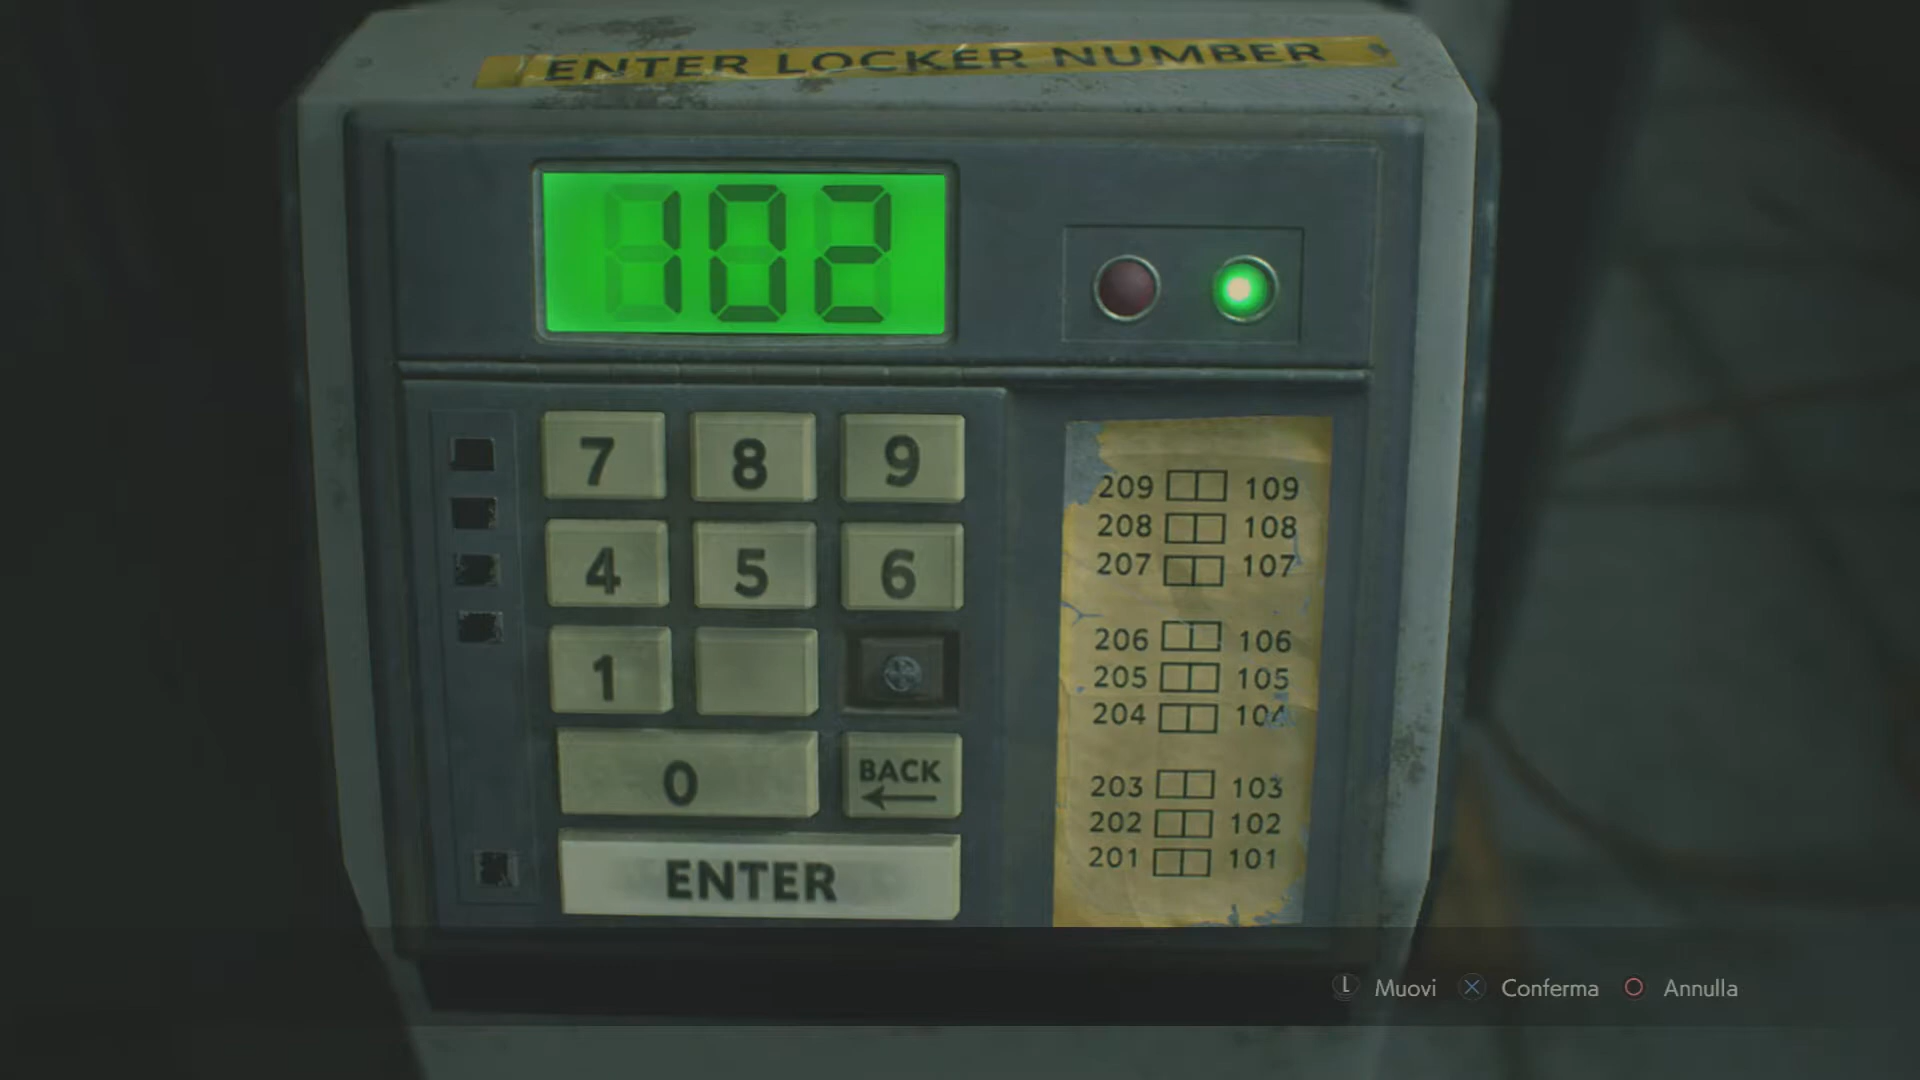 ENTER LOCKER NUMBER
102
7 8 9
4 5 6
1
0 BACK
ENTER
209 109
208 108
207 107
206 106
205 105
204 104
203 103
202 102
201 101
L Muovi Conferma Annulla